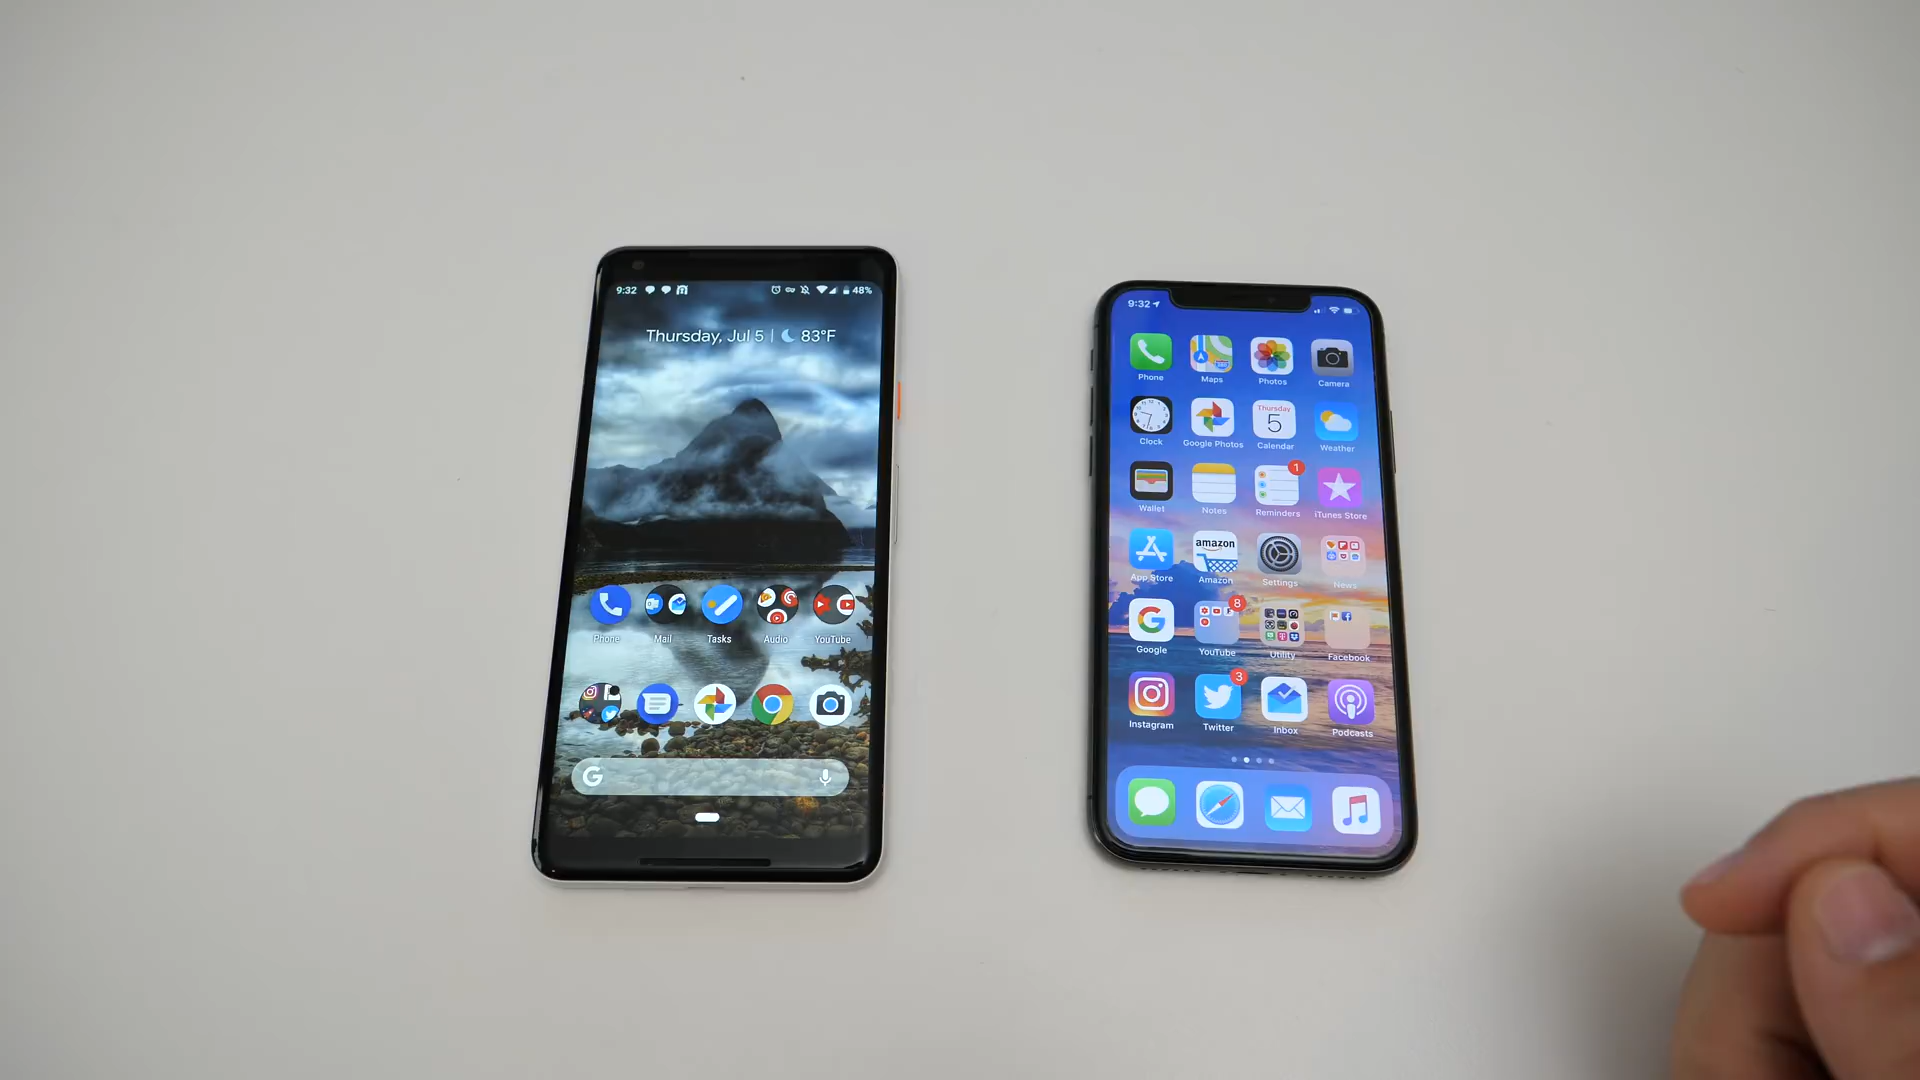 9:32
48%
Thursday, Jul 5 | 83°F
Phone Mail Tasks Audio YouTube
G
9:32
Phone Maps Photos Camera
Thursday
5
Clock Google Photos Calendar Weather
1
Wallet Notes Reminders iTunes Store
amazon
App Store Amazon Settings News
G
8
Google YouTube Utility Facebook
3
Instagram Twitter Inbox Podcasts